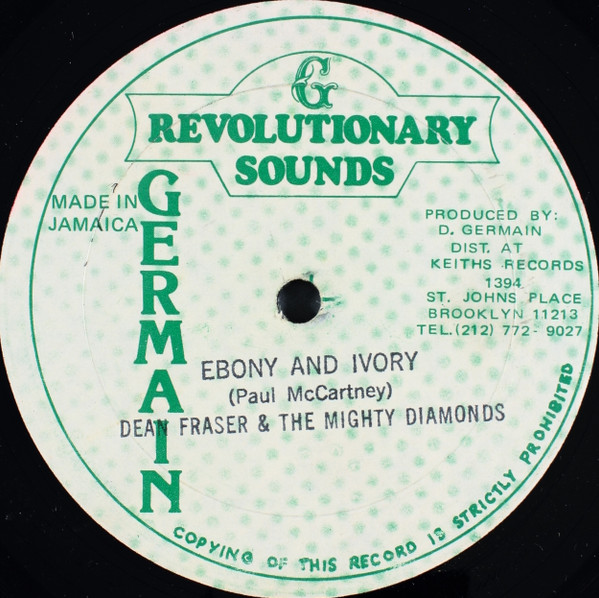 G
REVOLUTIONARY
SOUNDS
GERMAIN
MADE IN
JAMAICA
PRODUCED BY:
D. GERMAIN
DIST. AT
KEITHS RECORDS
1394
ST. JOHNS PLACE
BROOKLYN 11213
TEL.(212) 772-9027
EBONY AND IVORY
(Paul McCartney)
DEAN FRASER & THE MIGHTY DIAMONDS
COPYING OF THIS RECORD IS STRICTLY PROHIBITED